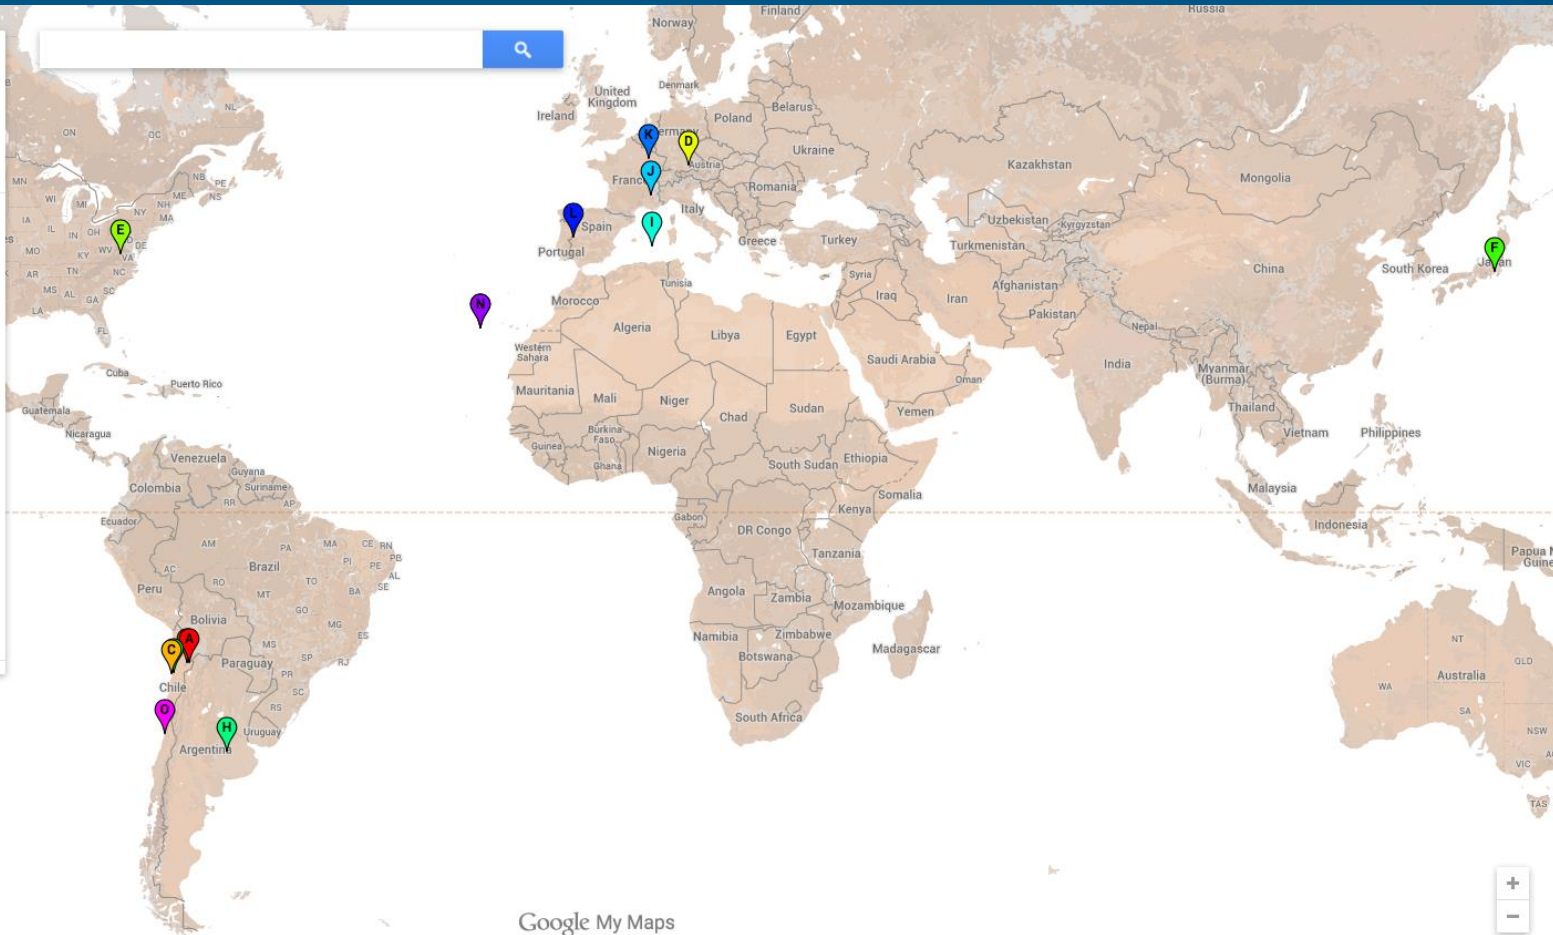 Finland
Russia
Norway
Denmark
United
Kingdom
Ireland
Belarus
Poland
ermany
K
D
Ukraine
Austria
Kazakhstan
Mongolia
J
Franc
Romania
Italy
L
Spain
I
Portugal
Greece
Turkey
Uzbekistan
Kyrgyzstan
Turkmenistan
China
South Korea
F
Japan
NL
ON
QC
MN
NB
PE
WI
MI
ME
NS
NH
NY
MA
IA
IL
IN
OH
E
DE
MO
KY
WV
VA
AR
TN
NC
MS
AL
SC
GA
LA
FL
N
Tunisia
Morocco
Syria
Iraq
Iran
Afghanistan
Pakistan
Nepal
Algeria
Libya
Egypt
Western
Sahara
Saudi Arabia
India
Myanmar
(Burma)
Oman
Mauritania
Mali
Niger
Chad
Sudan
Yemen
Thailand
Vietnam
Philippines
Cuba
Puerto Rico
Guatemala
Nicaragua
Burkina
Faso
Guinea
Ghana
Nigeria
South Sudan
Ethiopia
Somalia
Venezuela
Guyana
Colombia
Suriname
RR
AP
Ecuador
Gabon
Kenya
DR Congo
Tanzania
Malaysia
Indonesia
Papua N
Guine
AM
PA
MA
CE
RN
PB
PI
PE
AL
SE
AC
Brazil
RO
TO
BA
Peru
MT
GO
Bolivia
MG
ES
MS
SP
RJ
Paraguay
PR
SC
RS
Angola
Zambia
Mozambique
Namibia
Zimbabwe
Botswana
Madagascar
South Africa
A
C
Chile
O
H
Uruguay
Argentina
NT
QLD
Australia
WA
SA
NSW
VIC
TAS
+
−
Google My Maps